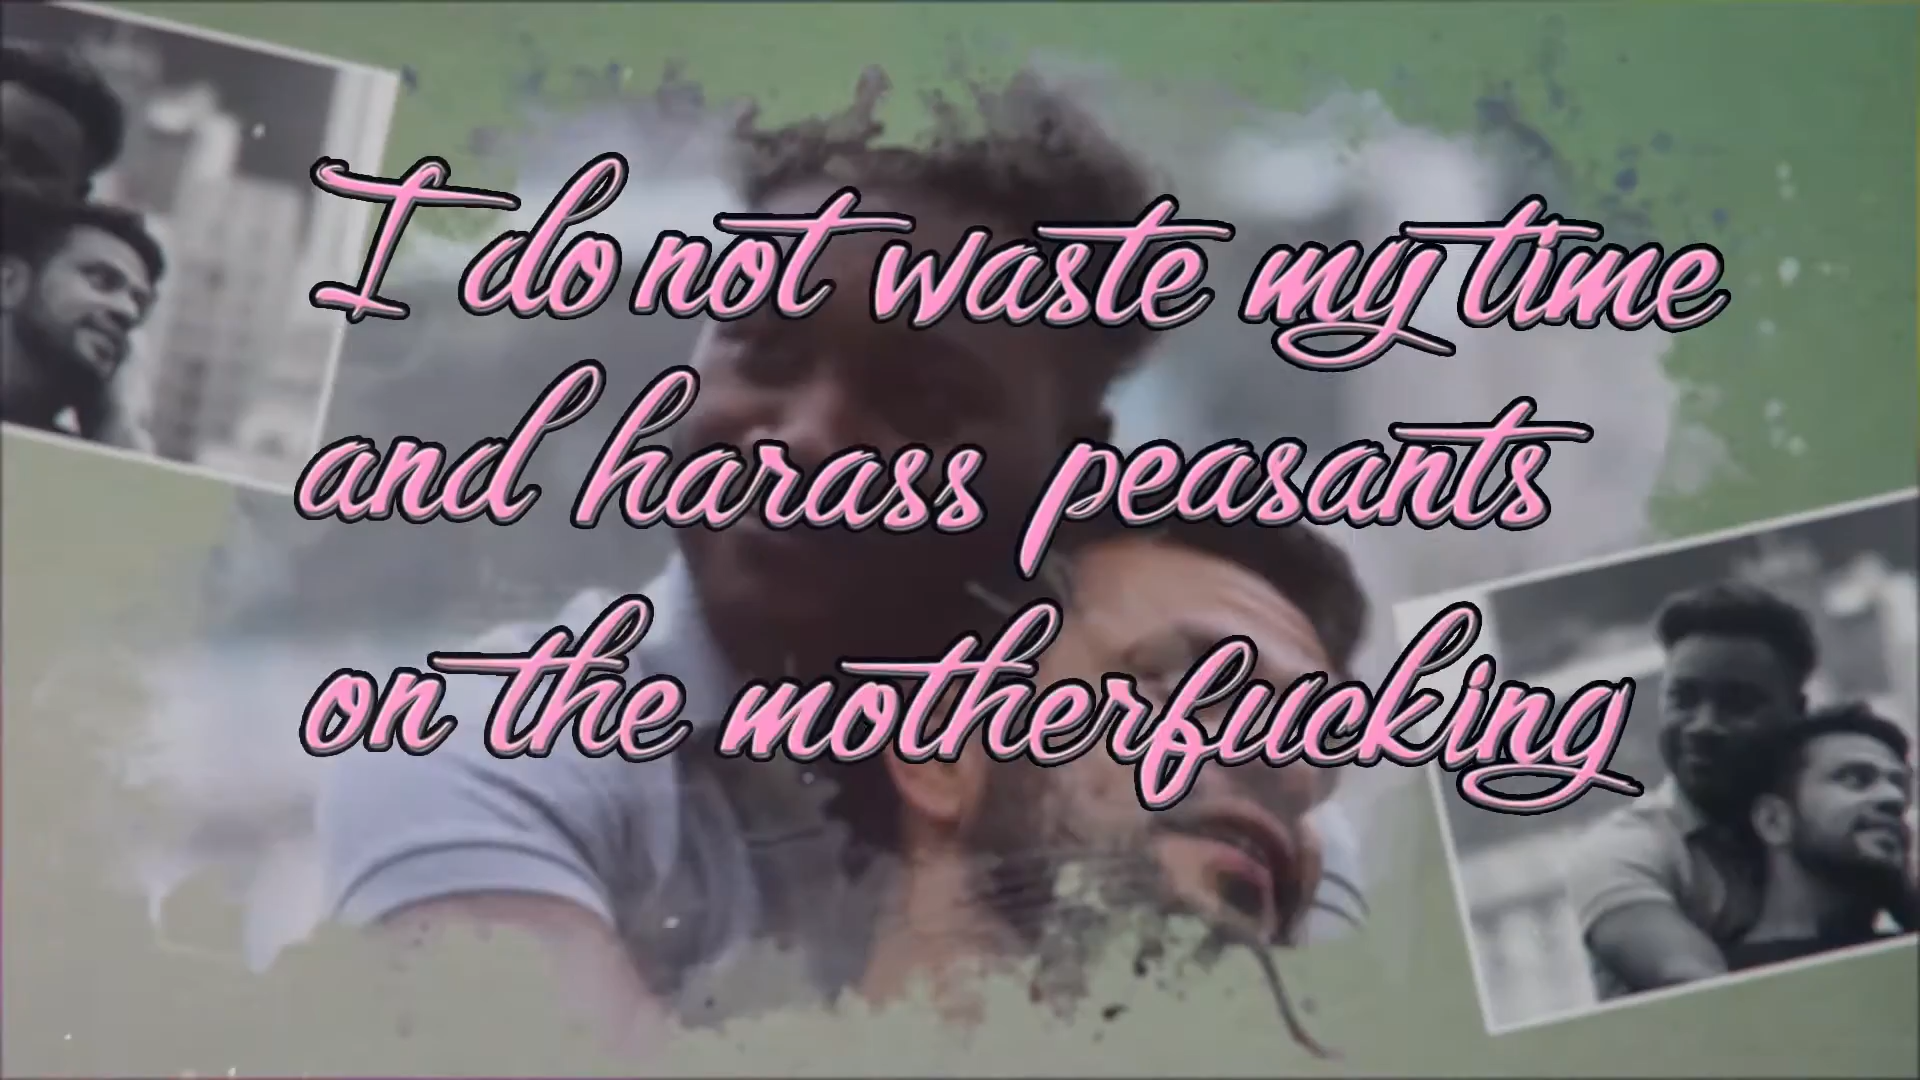 I do not waste my time
and harass peasants
on the motherfucking